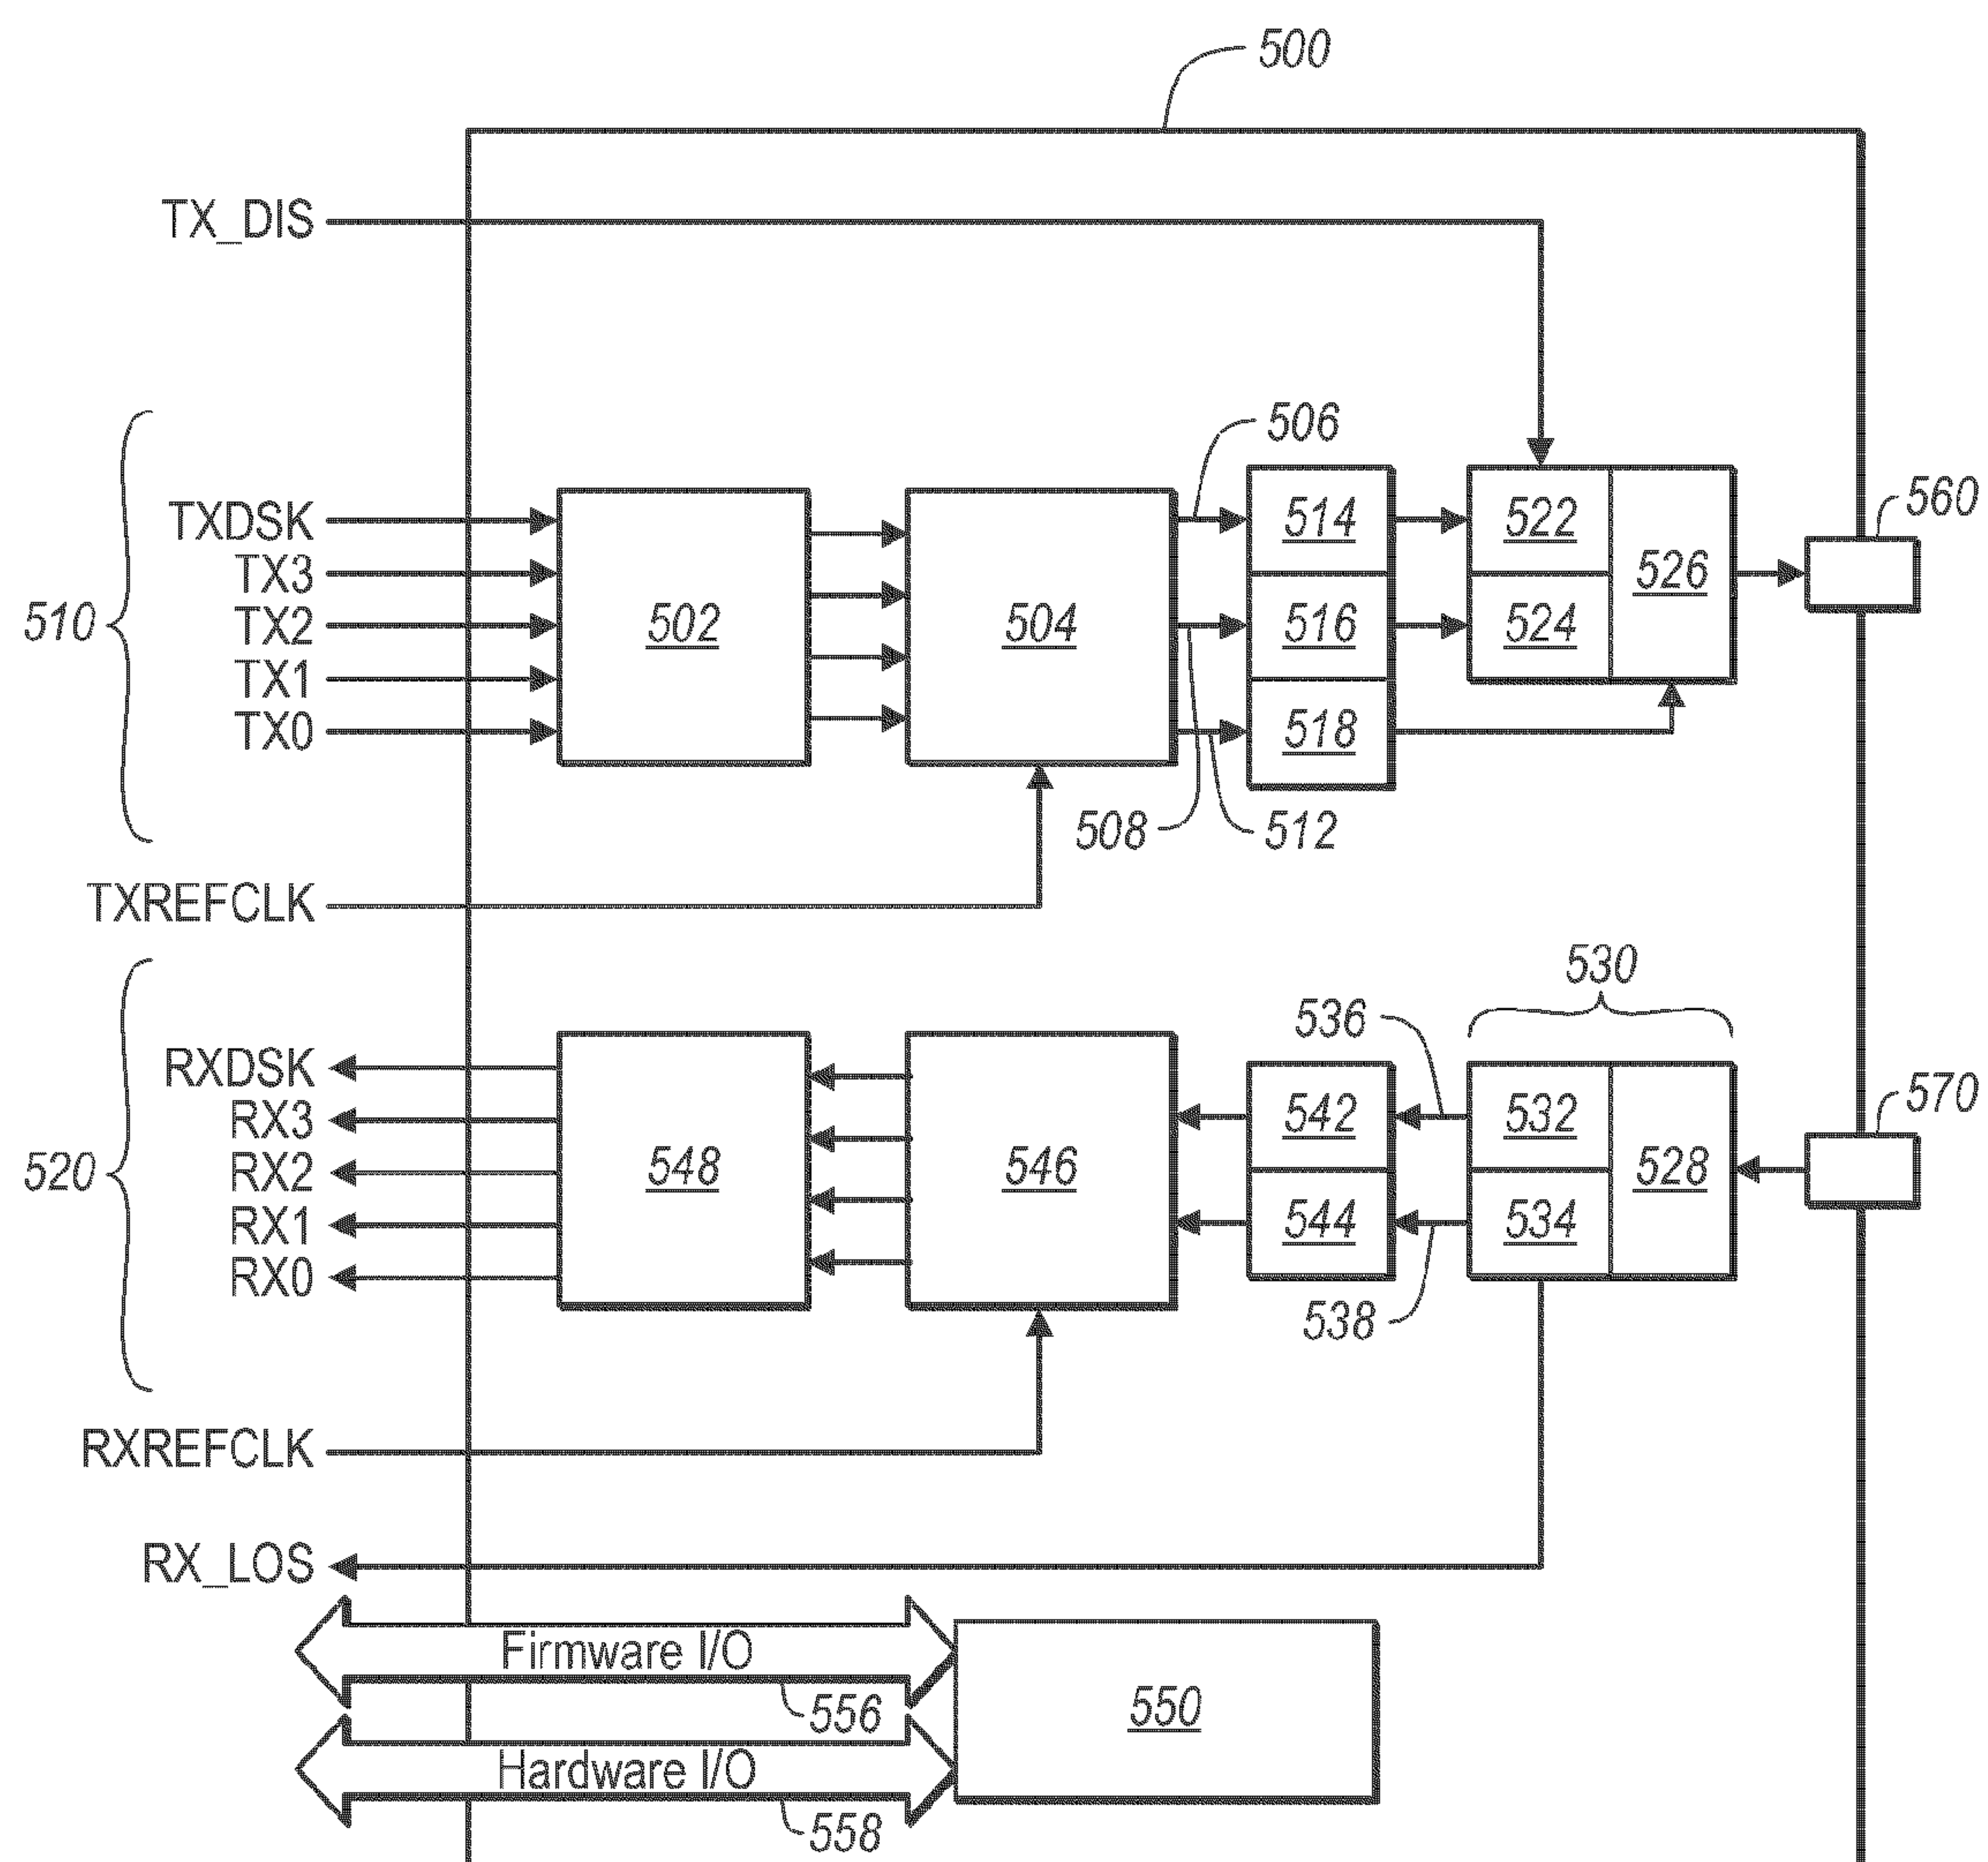 500
TX_DIS
506
510
TXDSK
TX3
TX2
TX1
TX0
502
504
514
516
518
522
524
526
560
508
512
TXREFCLK
530
536
520
RXDSK
RX3
RX2
RX1
RX0
548
546
542
544
532
534
528
570
538
RXREFCLK
RX_LOS
Firmware I/O
556
550
Hardware I/O
558